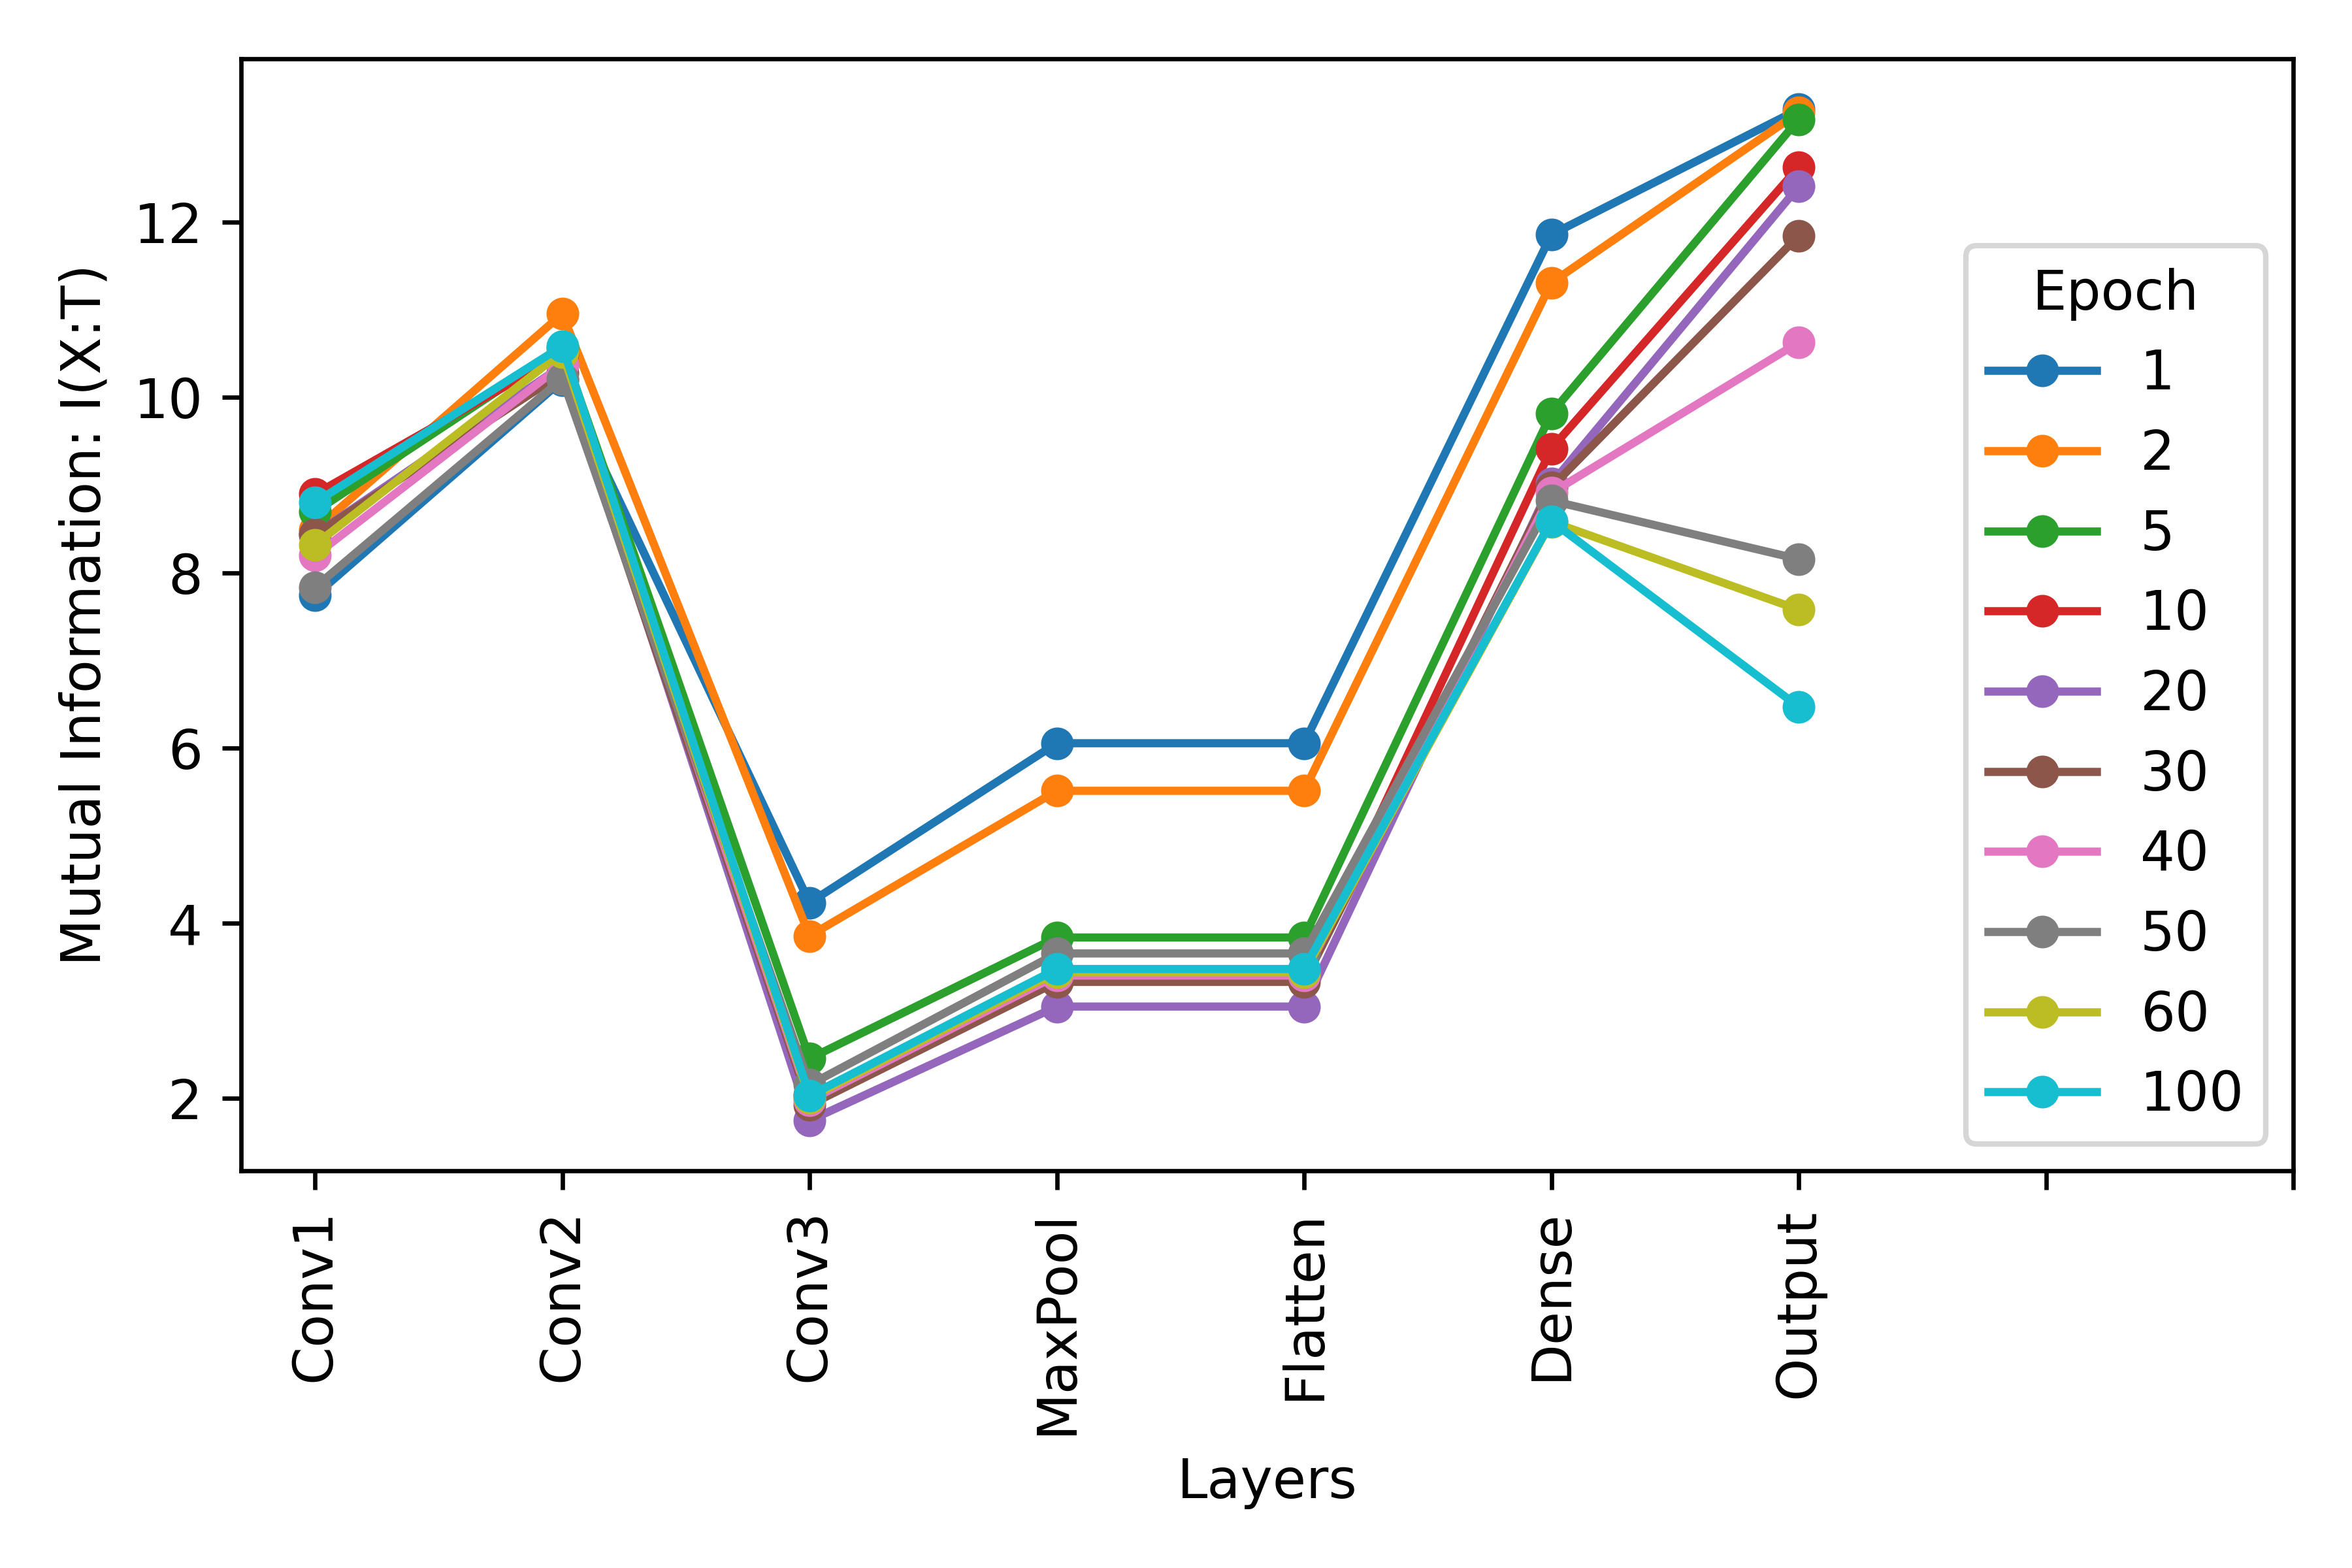 Mutual Information: I(X:T)
12
10
8
6
4
2
Epoch
1
2
5
10
20
30
40
50
60
100
Conv1
Conv2
Conv3
MaxPool
Flatten
Dense
Output
Layers